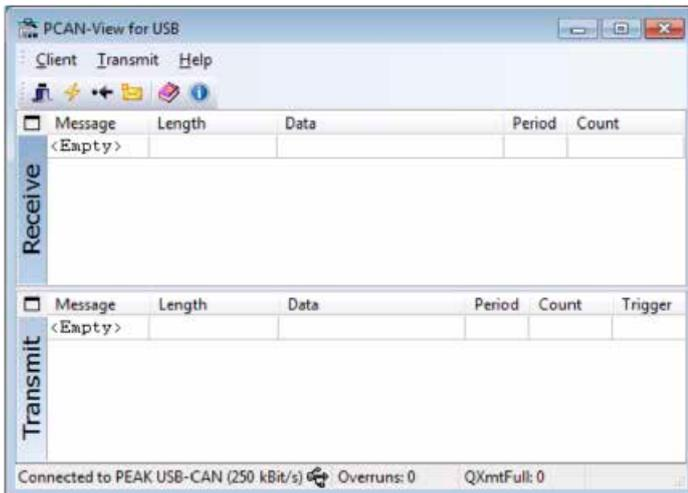 PCAN-View for USB
Client Transmit Help
Message Length Data Period Count
<Empty>
Receive
Message Length Data Period Count Trigger
<Empty>
Transmit
Connected to PEAK USB-CAN (250 kBit/s) Overruns: 0 QXmtFull: 0